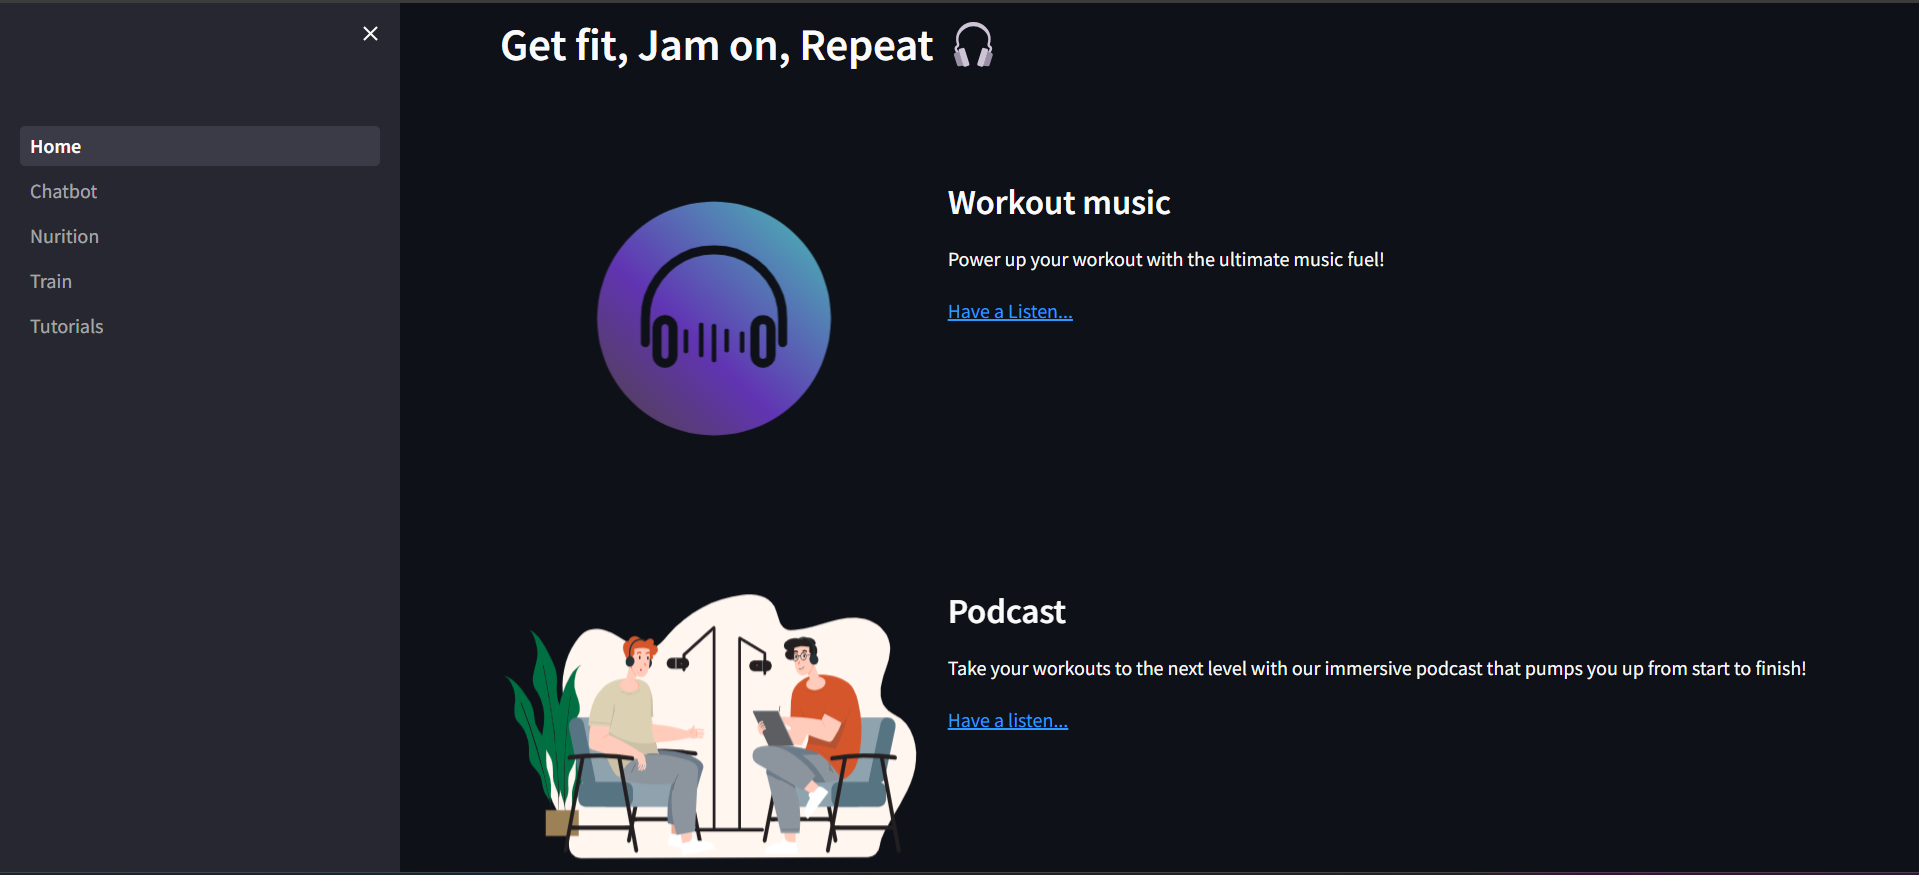 Get fit, Jam on, Repeat
Home
Chatbot
Nurition
Train
Tutorials
Workout music
Power up your workout with the ultimate music fuel!
Have a Listen...
Podcast
Take your workouts to the next level with our immersive podcast that pumps you up from start to finish!
Have a listen...